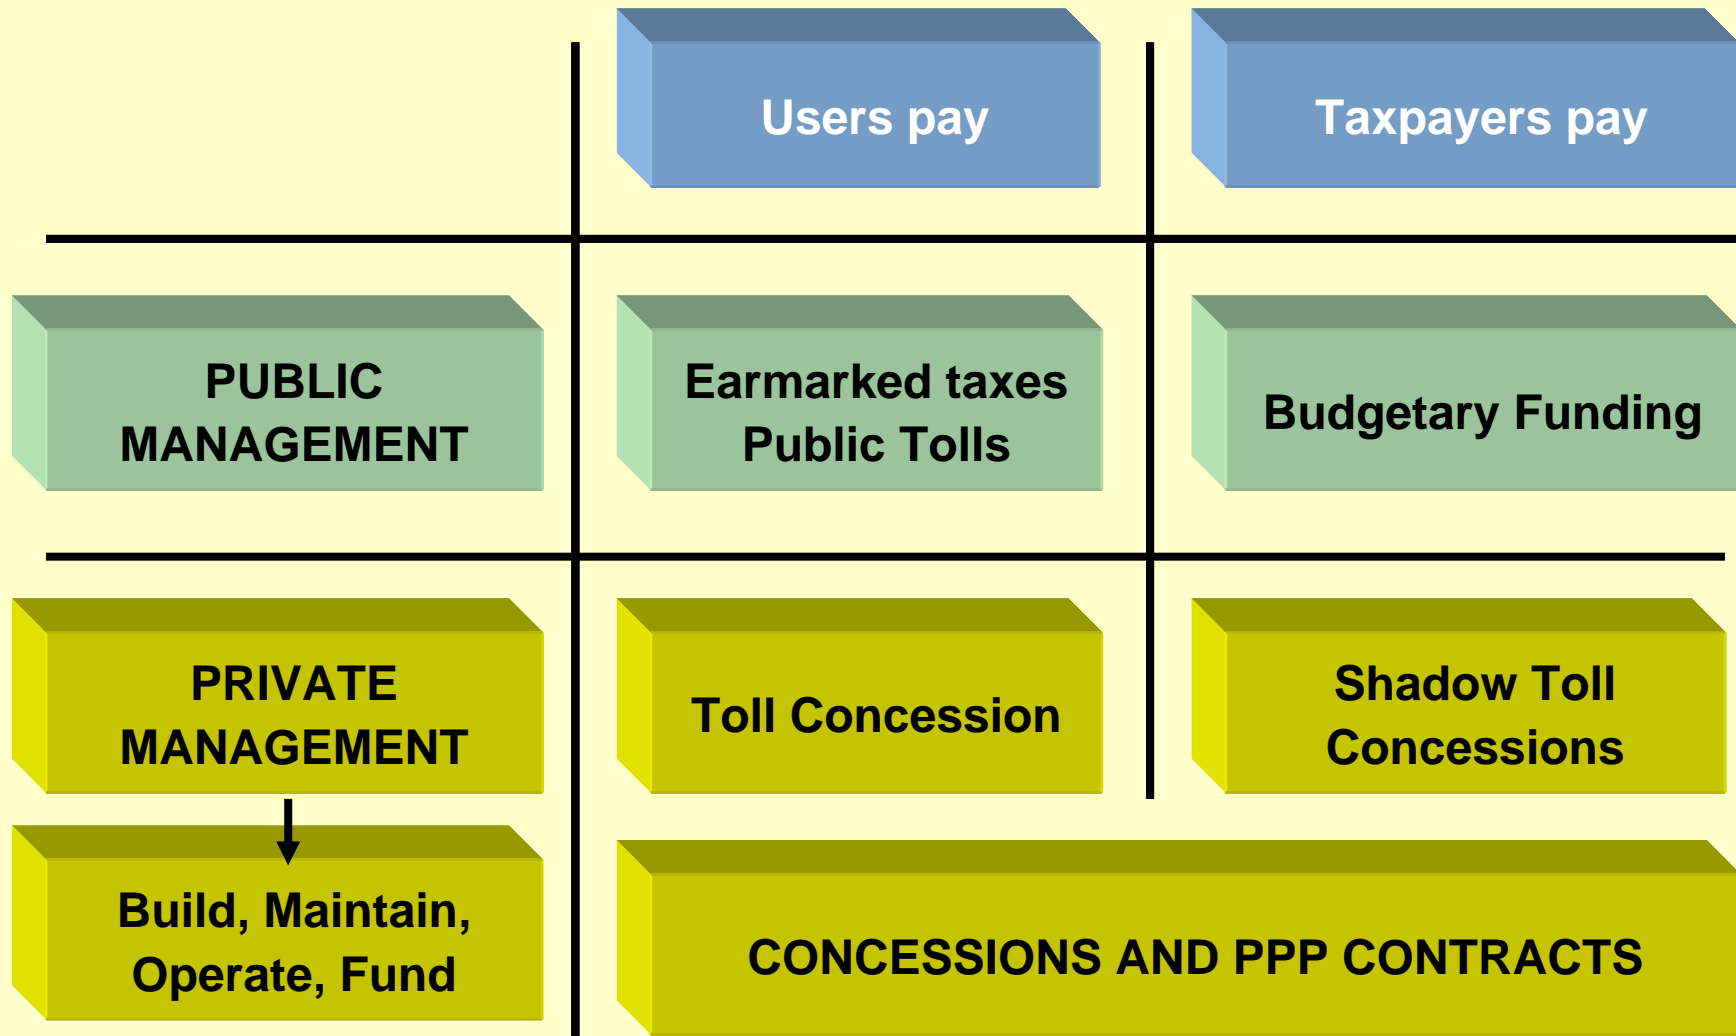 Users pay
Taxpayers pay
PUBLIC
MANAGEMENT
Earmarked taxes
Public Tolls
Budgetary Funding
PRIVATE
MANAGEMENT
Toll Concession
Shadow Toll
Concessions
Build, Maintain,
Operate, Fund
CONCESSIONS AND PPP CONTRACTS